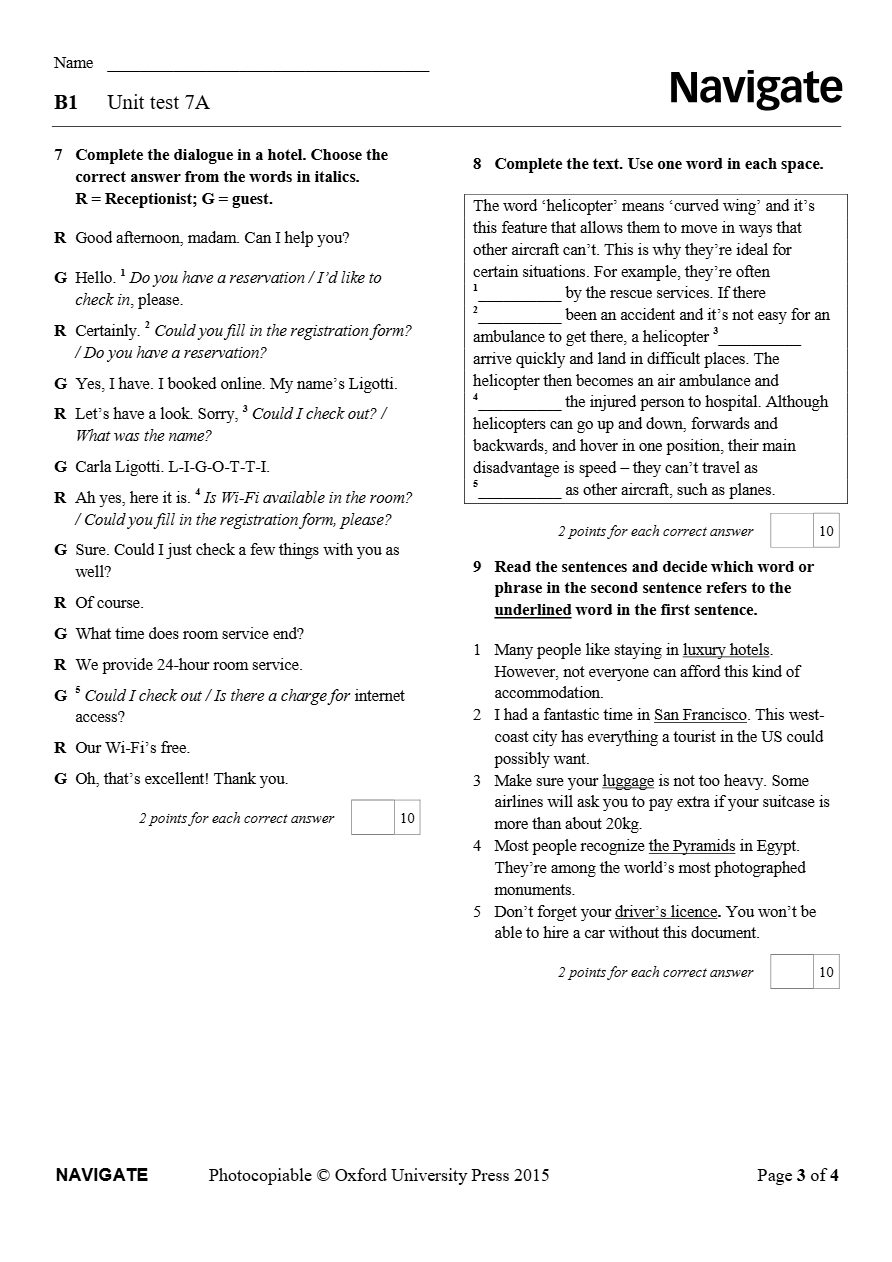 Name
Navigate
B1 Unit test 7A
7 Complete the dialogue in a hotel. Choose the
correct answer from the words in italics.
R = Receptionist; G = guest.
R Good afternoon, madam. Can I help you?
G Hello. 1 Do you have a reservation / I'd like to
check in, please.
R Certainly. 2 Could you fill in the registration form?
/ Do you have a reservation?
G Yes, I have. I booked online. My name's Ligotti.
R Let's have a look. Sorry, 3 Could I check out? /
What was the name?
G Carla Ligotti. L-I-G-O-T-T-I.
R Ah yes, here it is. 4 Is Wi-Fi available in the room?
/ Could you fill in the registration form, please?
G Sure. Could I just check a few things with you as
well?
R Of course.
G What time does room service end?
R We provide 24-hour room service.
G 5 Could I check out / Is there a charge for internet
access?
R Our Wi-Fi's free.
G Oh, that's excellent! Thank you.
2 points for each correct answer 10
8 Complete the text. Use one word in each space.
The word 'helicopter' means 'curved wing' and it's
this feature that allows them to move in ways that
other aircraft can't. This is why they're ideal for
certain situations. For example, they're often
1__________ by the rescue services. If there
2__________ been an accident and it's not easy for an
ambulance to get there, a helicopter 3__________
arrive quickly and land in difficult places. The
helicopter then becomes an air ambulance and
4__________ the injured person to hospital. Although
helicopters can go up and down, forwards and
backwards, and hover in one position, their main
disadvantage is speed – they can't travel as
5__________ as other aircraft, such as planes.
2 points for each correct answer 10
9 Read the sentences and decide which word or
phrase in the second sentence refers to the
underlined word in the first sentence.
1 Many people like staying in luxury hotels.
However, not everyone can afford this kind of
accommodation.
2 I had a fantastic time in San Francisco. This west-
coast city has everything a tourist in the US could
possibly want.
3 Make sure your luggage is not too heavy. Some
airlines will ask you to pay extra if your suitcase is
more than about 20kg.
4 Most people recognize the Pyramids in Egypt.
They're among the world's most photographed
monuments.
5 Don't forget your driver's licence. You won't be
able to hire a car without this document.
2 points for each correct answer 10
NAVIGATE Photocopiable © Oxford University Press 2015 Page 3 of 4